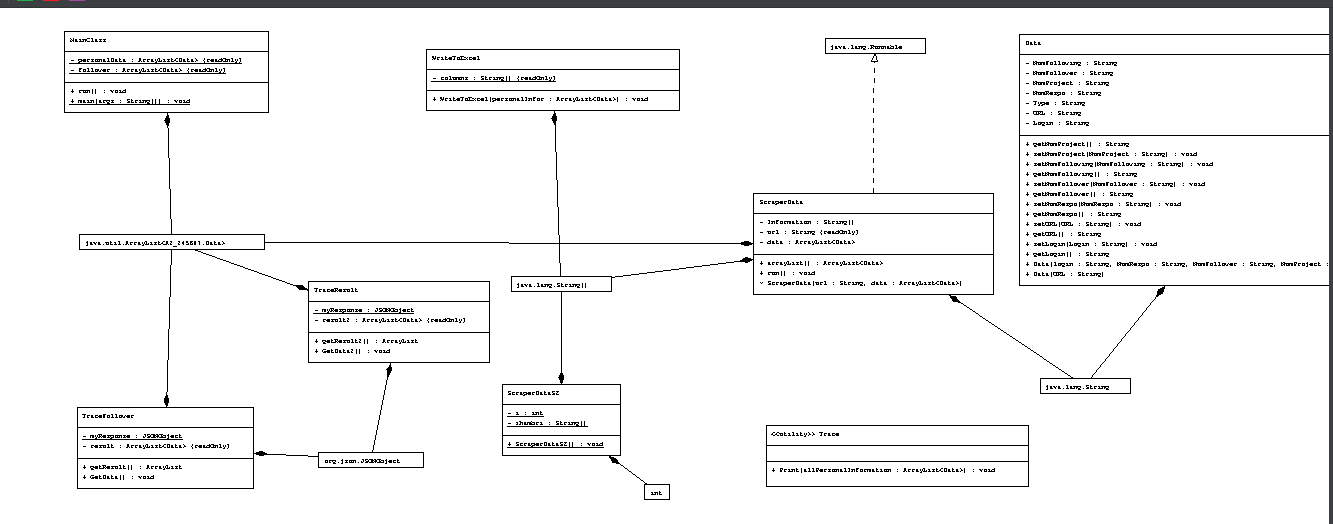 MainClass
- personalData : ArrayList<Data> {readOnly}
- follower : ArrayList<Data> {readOnly}
+ run() : void
+ main(args : String[]) : void
WriteToExcel
- columns : String[] {readOnly}
+ WriteToExcel(personalInfor : ArrayList<Data>) : void
java.lang.Runnable
Data
- NumFollowing : String
- NumFollower : String
- NumProject : String
- NumRespo : String
- Type : String
- URL : String
- Login : String
+ getNumProject() : String
+ setNumProject(NumProject : String) : void
+ setNumFollowing(NumFollowing : String) : void
+ getNumFollowing() : String
+ setNumFollower(NumFollower : String) : void
+ getNumFollower() : String
+ setNumRespo(NumRespo : String) : void
+ getNumRespo() : String
+ setURL(URL : String) : void
+ getURL() : String
+ setLogin(Login : String) : void
+ getLogin() : String
+ Data(login : String, NumRespo : String, NumFollower : String, NumProject :
+ Data(URL : String)
ScraperData
- Information : String[]
- url : String {readOnly}
- data : ArrayList<Data>
+ arrayList() : ArrayList<Data>
+ run() : void
~ ScraperData(url : String, data : ArrayList<Data>)
java.util.ArrayList<A2_245887.Data>
java.lang.String[]
TraceResult
- myResponse : JSONObject
- result2 : ArrayList<Data> {readOnly}
+ getResult2() : ArrayList
+ GetData2() : void
java.lang.String
ScraperDataSZ
- i : int
- shumbri : String[]
+ ScraperDataSZ() : void
TraceFollower
- myResponse : JSONObject
- result : ArrayList<Data> {readOnly}
+ getResult() : ArrayList
+ GetData() : void
org.json.JSONObject
<<utility>> Trace
+ Print(allPersonalInformation : ArrayList<Data>) : void
int